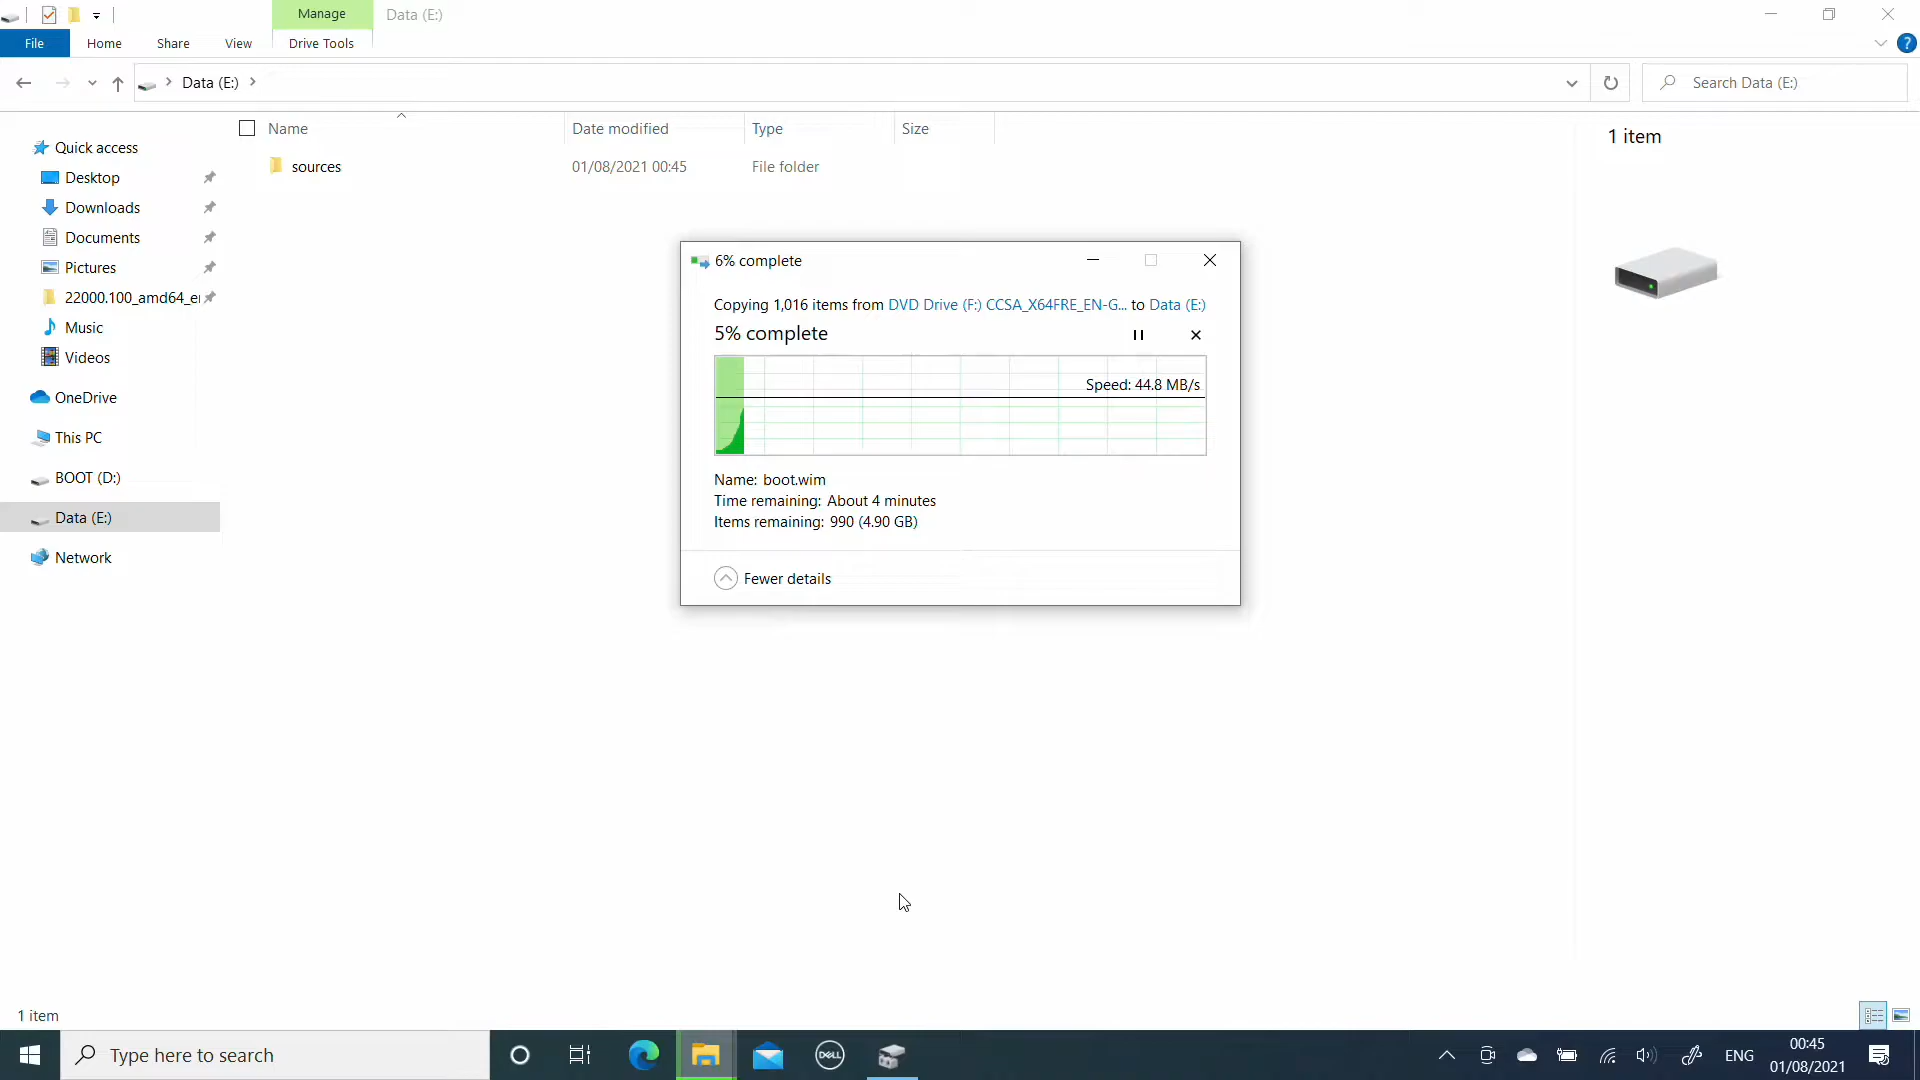 Manage
Data (E:)
File
Home
Share
View
Drive Tools
?
Data (E:)
Search Data (E:)
Name
Date modified
Type
Size
sources
01/08/2021 00:45
File folder
1 item
Quick access
Desktop
Downloads
Documents
Pictures
22000.100_amd64_e
Music
Videos
OneDrive
This PC
BOOT (D:)
Data (E:)
Network
6% complete
Copying 1,016 items from DVD Drive (F:) CCSA_X64FRE_EN-G... to Data (E:)
5% complete
Speed: 44.8 MB/s
Name: boot.wim
Time remaining: About 4 minutes
Items remaining: 990 (4.90 GB)
Fewer details
1 item
Type here to search
DELL
ENG
00:45
01/08/2021